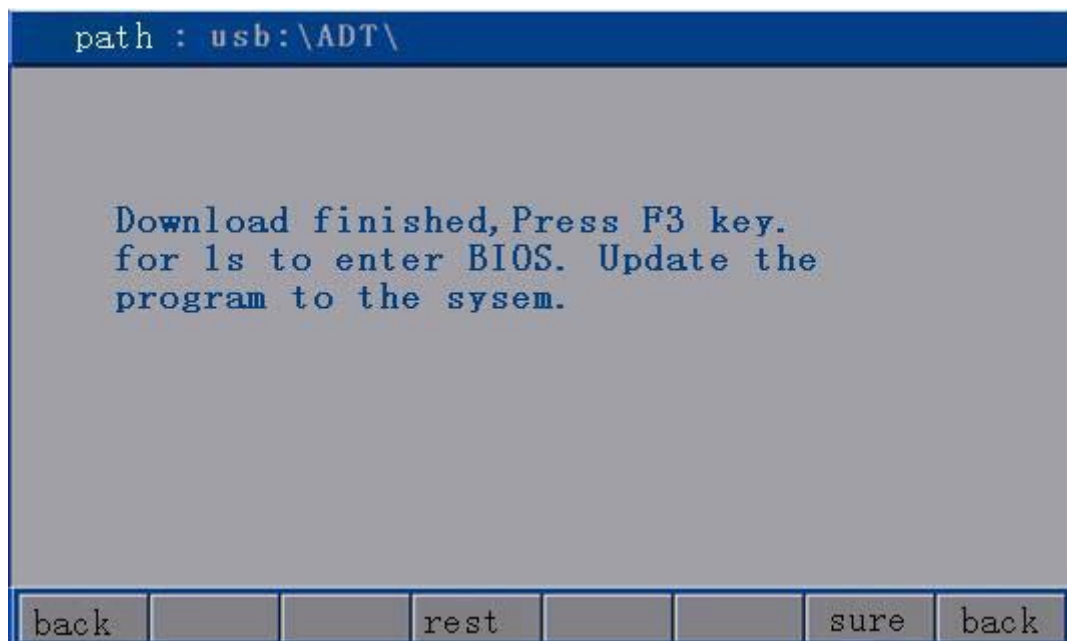 path : usb:\ADT\
Download finished,Press F3 key.
for 1s to enter BIOS. Update the
program to the sysem.
back rest sure back